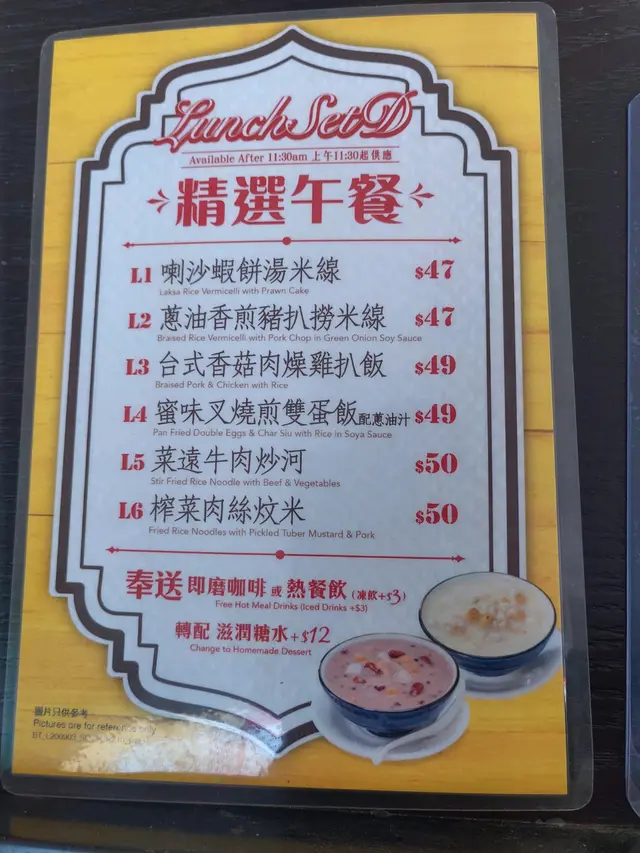 Lunch Set D
Available After 11:30am 上午11:30起供應
精選午餐
L1 喇沙蝦餅湯米線 $47
Laksa Rice Vermicelli with Prawn Cake
L2 蔥油香煎豬扒撈米線 $47
Braised Rice Vermicelli with Pork Chop in Green Onion Soy Sauce
L3 台式香菇肉燥雞扒飯 $49
Braised Pork & Chicken with Rice
L4 蜜味叉燒煎雙蛋飯配蔥油汁 $49
Pan Fried Double Eggs & Char Siu with Rice in Soya Sauce
L5 菜遠牛肉炒河 $50
Stir Fried Rice Noodle with Beef & Vegetables
L6 榨菜肉絲炆米 $50
Fried Rice Noodles with Pickled Tuber Mustard & Pork
奉送 即磨咖啡 或 熱餐飲 (凍飲+$3)
Free Hot Meal Drinks (Iced Drinks +$3)
轉配 滋潤糖水 +$12
Change to Homemade Dessert
圖片只供參考
Pictures are for reference only